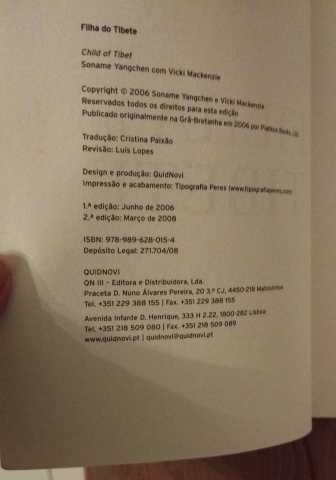 Filha do Tibete
Child of Tibet
Soname Yangchen com Vicki Mackenzie
Copyright © 2006 Soname Yangchen e Vicki Mackenzie
Reservados todos os direitos para esta edição
Publicado originalmente na Grã-Bretanha em 2006 por Piatkus Books, Ltd
Tradução: Cristina Paixão
Revisão: Luís Lopes
Design e produção: QuidNovi
Impressão e acabamento: Tipografia Peres (www.tipografiaperes.com)
1.ª edição: Junho de 2006
2.ª edição: Março de 2008
ISBN: 978-989-628-015-4
Depósito Legal: 271.704/08
QUIDNOVI
QN III - Editora e Distribuidora, Lda.
Praceta D. Nuno Álvares Pereira, 20 3.º CJ, 4450-218 Matosinhos
Tel. +351 229 388 155 | Fax. +351 229 388 155
Avenida Infante D. Henrique, 333 H 2.22, 1800-282 Lisboa
Tel. +351 218 509 080 | Fax. +351 218 509 089
www.quidnovi.pt | quidnovi@quidnovi.pt